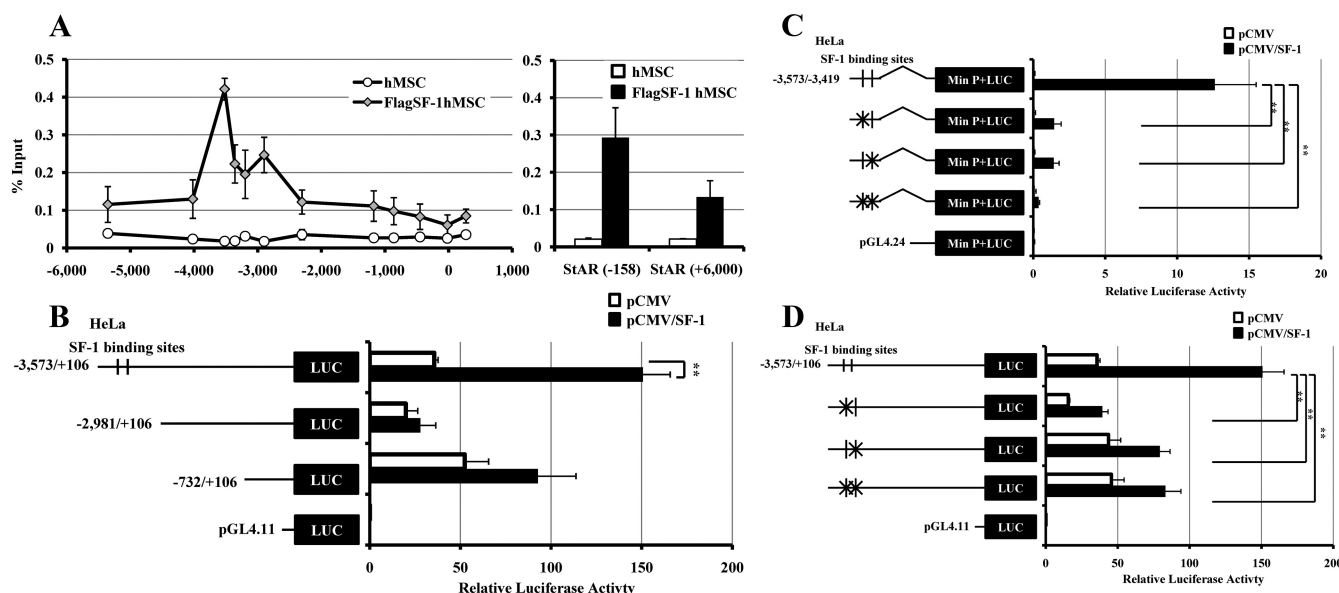 A
% Input
0.5
0.4
0.3
0.2
0.1
0
-6,000 -5,000 -4,000 -3,000 -2,000 -1,000 0 1,000
hMSC
FlagSF-1hMSC
0.5
0.4
0.3
0.2
0.1
0
hMSC
FlagSF-1 hMSC
StAR (-158) StAR (+6,000)
B
HeLa
SF-1 binding sites
pCMV
pCMV/SF-1
-3,573/+106 LUC
**
-2,981/+106 LUC
-732/+106 LUC
pGL4.11 LUC
0 50 100 150 200
Relative Luciferase Activty
C
HeLa
SF-1 binding sites
pCMV
pCMV/SF-1
-3,573/-3,419 Min P+LUC
Min P+LUC
Min P+LUC
Min P+LUC
pGL4.24 Min P+LUC
**
**
**
0 5 10 15 20
Relative Luciferase Activty
D
HeLa
SF-1 binding sites
pCMV
pCMV/SF-1
-3,573/+106 LUC
LUC
LUC
LUC
pGL4.11 LUC
**
**
**
0 50 100 150 200
Relative Luciferase Activty